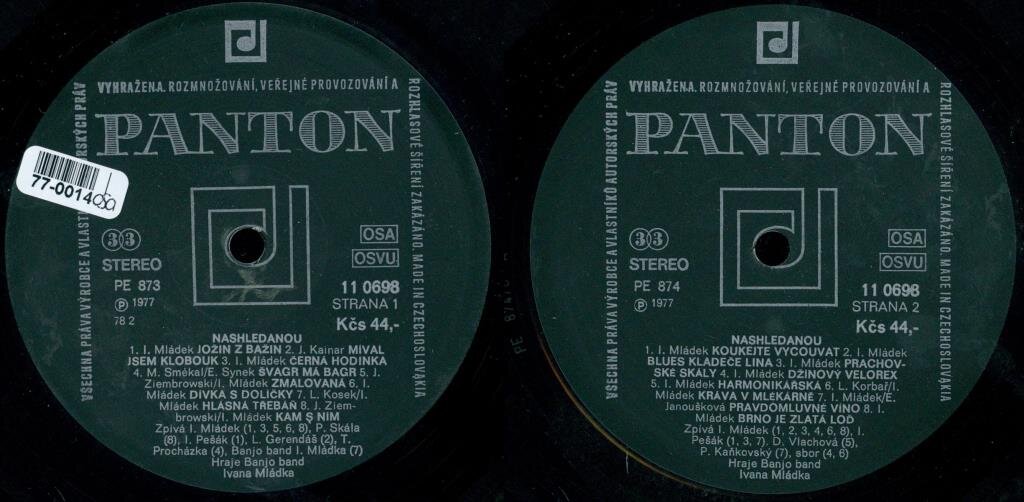 VYHRAŽENA. ROZMNOŽOVÁNÍ, VEŘEJNÉ PROVOZOVÁNÍ A
ROZHLASOVÉ ŠÍŘENÍ ZAKÁZÁNO. MADE IN CZECHOSLOVAKIA
VŠECHNA PRÁVA VÝROBCE A VLASTNÍ
ORSKÝCH PRÁV
PANTON
77-0014
osa
33
STEREO
PE 873
Ⓟ 1977
78 2
OSA
OSVU
11 0698
STRANA 1
Kčs 44,-
NASHLEDANOU
1. I. Mládek JOŽIN Z BAŽIN 2. J. Kainar MÍVAL
JSEM KLOBOUK 3. I. Mládek ČERNÁ HODINKA
4. M. Smékal/E. Synek ŠVAGR MÁ BAGR 5. J.
Ziembrowski/I. Mládek ZMALOVANÁ 6. I.
Mládek DÍVKA S DOLÍČKY 7. L. Kosek/I.
Mládek HLÁSNÁ TŘEBAŇ 8. J. Ziem-
browski/I. Mládek KAM S NÍM
Zpívá I. Mládek (1, 3, 5, 6, 8), P. Skála
(8), I. Pešák (1), L. Gerendáš (2), T.
Procházka (4), Banjo band I. Mládka (7)
Hraje Banjo band
Ivana Mládka
VYHRAŽENA. ROZMNOŽOVÁNÍ, VEŘEJNÉ PROVOZOVÁNÍ A
ROZHLASOVÉ ŠÍŘENÍ ZAKÁZÁNO. MADE IN CZECHOSLOVAKIA
VŠECHNA PRÁVA VÝROBCE A VLASTNÍKŮ AUTORSKÝCH PRÁV
PANTON
33
STEREO
PE 874
Ⓟ 1977
OSA
OSVU
11 0698
STRANA 2
Kčs 44,-
NASHLEDANOU
1. I. Mládek KOUKEJTE VYCOUVAT 2. I. Mládek
BLUES KLADEČE LINA 3. I. Mládek PRACHOV-
SKÉ SKÁLY 4. I. Mládek DŽÍNOVÝ VELOREX
5. I. Mládek HARMONIKÁŘSKÁ 6. L. Korbař/I.
Mládek KRÁVA V MLÉKÁRNĚ 7. I. Mládek/E.
Janoušková PRAVDOMLUVNÉ VÍNO 8. I.
Mládek BRNO JE ZLATÁ LOĎ
Zpívá I. Mládek (1, 2, 3, 4, 6, 8), I.
Pešák (1, 3, 7), D. Vlachová (5),
P. Kaňkovský (7), sbor (4, 6)
Hraje Banjo band
Ivana Mládka